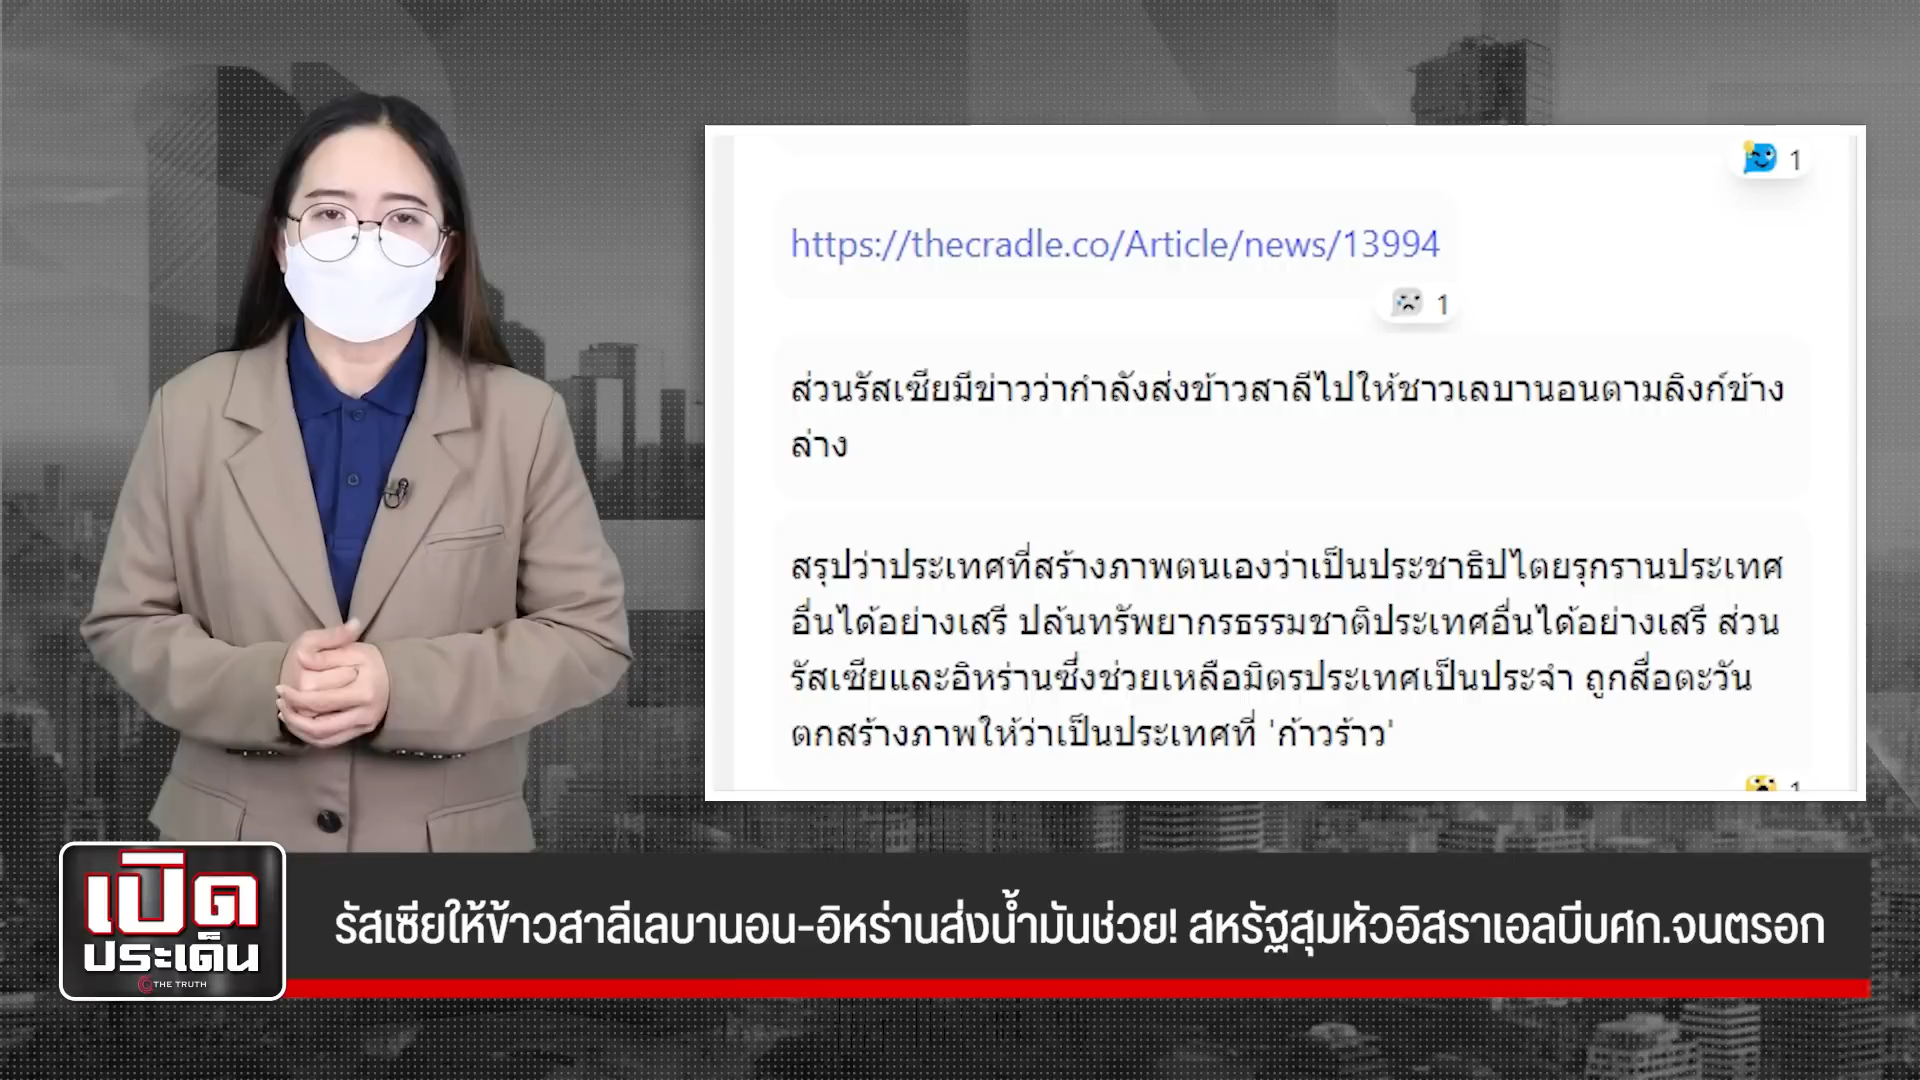 1
https://thecradle.co/Article/news/13994
1
ส่วนรัสเซียมีข่าวว่ากำลังส่งข้าวสาลีไปให้ชาวเลบานอนตามลิงก์ข้าง
ล่าง
สรุปว่าประเทศที่สร้างภาพตนเองว่าเป็นประชาธิปไตยรุกรานประเทศ
อื่นได้อย่างเสรี ปล้นทรัพยากรธรรมชาติประเทศอื่นได้อย่างเสรี ส่วน
รัสเซียและอิหร่านซึ่งช่วยเหลือมิตรประเทศเป็นประจำ ถูกสื่อตะวัน
ตกสร้างภาพให้ว่าเป็นประเทศที่ 'ก้าวร้าว'
1
เปิด
ประเด็น
THE TRUTH
รัสเซียให้ข้าวสาลีเลบานอน-อิหร่านส่งน้ำมันช่วย! สหรัฐสุมหัวอิสราเอลบีบศก.จนตรอก